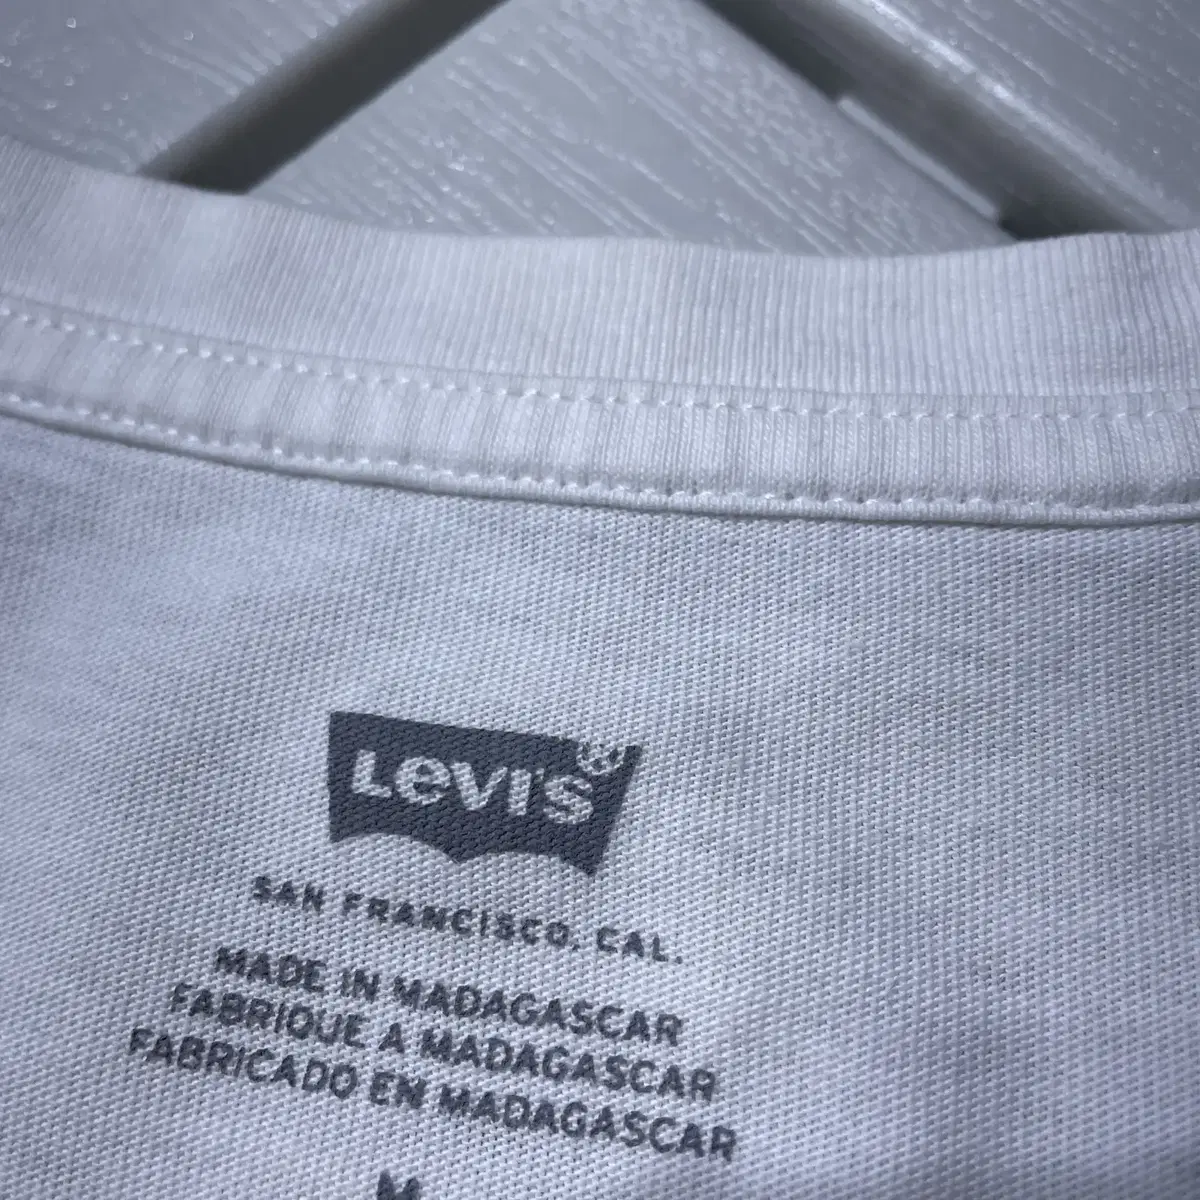 Levi's®
SAN FRANCISCO, CAL.
MADE IN MADAGASCAR
FABRIQUE A MADAGASCAR
FABRICADO EN MADAGASCAR
M